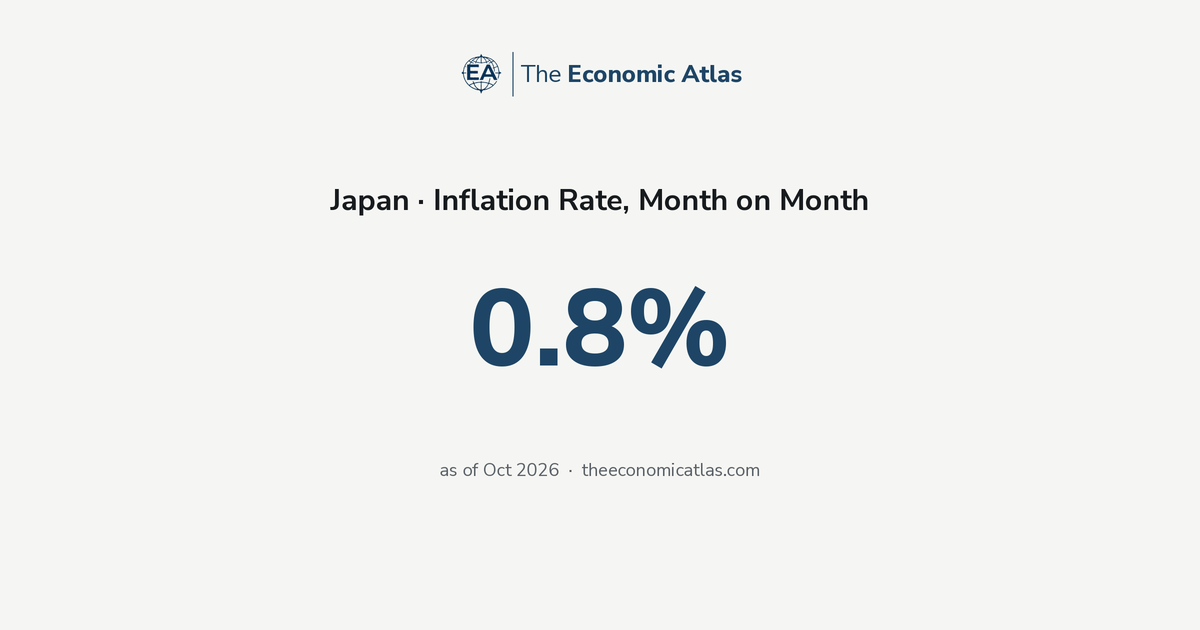 EA The Economic Atlas
Japan · Inflation Rate, Month on Month
0.8%
as of Oct 2026 · theeconomicatlas.com